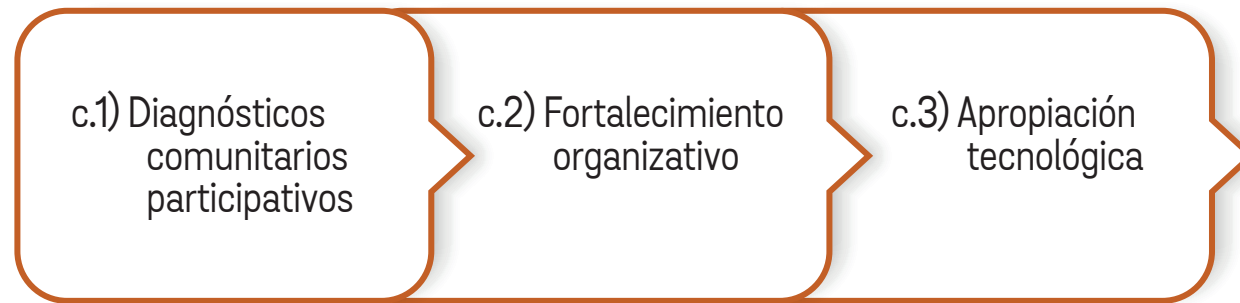 c.1) Diagnósticos
comunitarios
participativos
c.2) Fortalecimiento
organizativo
c.3) Apropiación
tecnológica